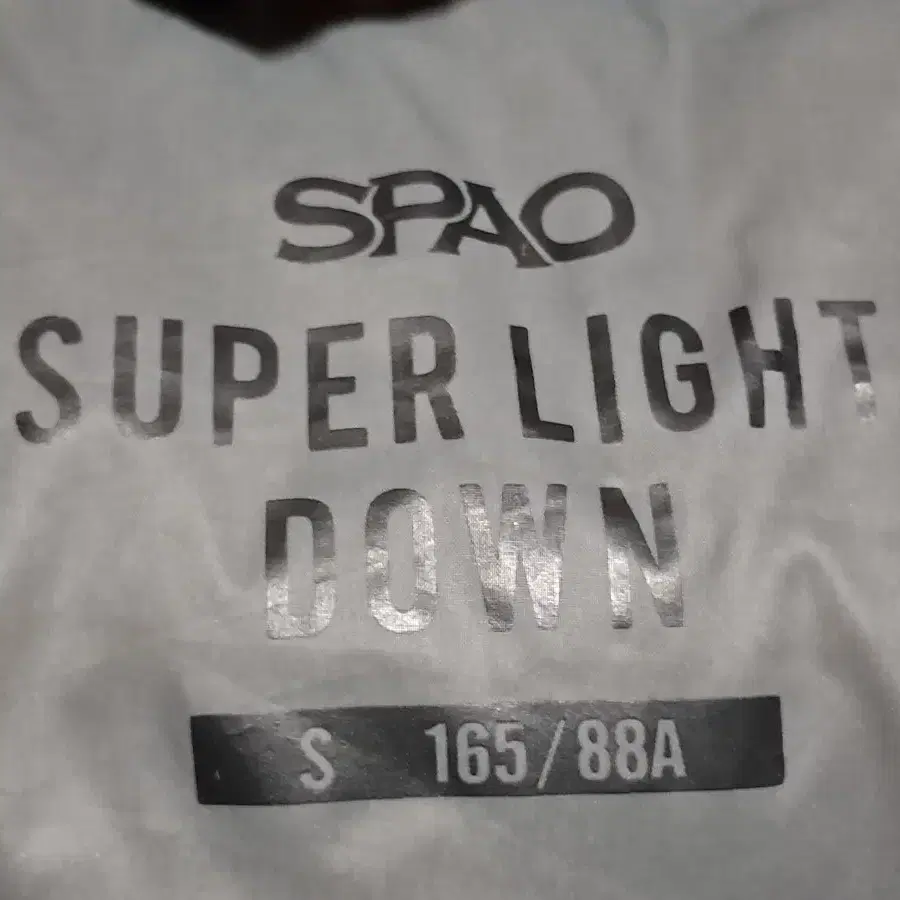 SPAO
SUPER LIGHT
DOWN
S 165/88A